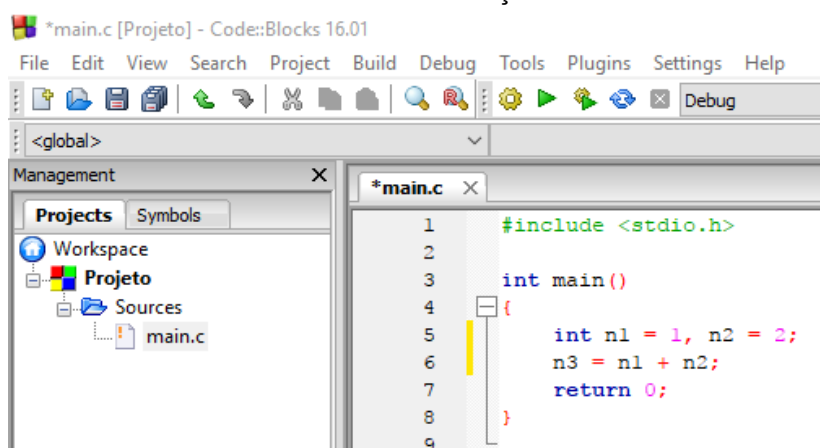 *main.c [Projeto] - Code::Blocks 16.01
File Edit View Search Project Build Debug Tools Plugins Settings Help
Debug
<global>
Management
*main.c
Projects Symbols
Workspace
Projeto
Sources
main.c
1 #include <stdio.h>
2
3 int main()
4 {
5 int n1 = 1, n2 = 2;
6 n3 = n1 + n2;
7 return 0;
8 }
9